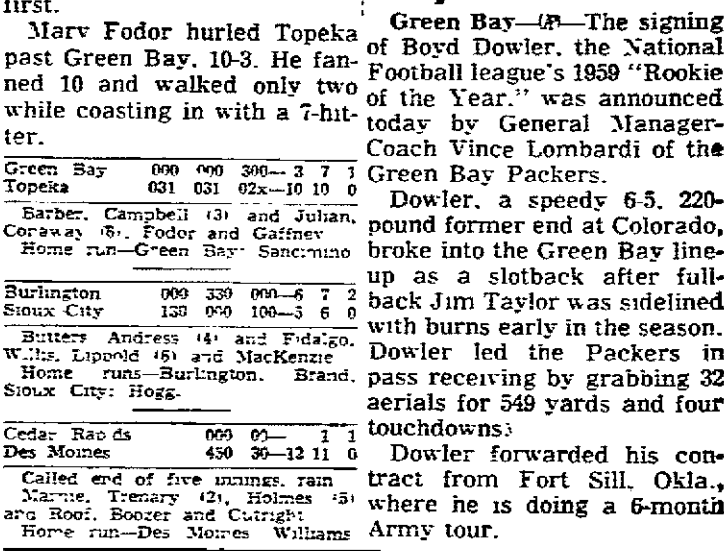 first.
Marv Fodor hurled Topeka
past Green Bay, 10-3. He fan-
ned 10 and walked only two
while coasting in with a 7-hit-
ter.
Green Bay 000 000 300— 3 7 1
Topeka 031 031 02x—10 10 0
Barber, Campbell (3) and Julian,
Coraway (8). Fodor and Gaffney
Home run—Green Bay: Sancimino
Burlington 000 330 000—6 7 2
Sioux City 130 000 100—5 6 0
Butters Andress (4) and Fidalgo,
Willis, Lippold (6) and MacKenzie
Home runs—Burlington, Brand,
Sioux City: Hogg.
Cedar Rapids 000 00— 1 1
Des Moines 450 30—12 11 0
Called end of five innings, rain
Marine, Trenary (2), Holmes (5)
and Roof, Boozer and Cutright
Home run—Des Moines Williams
Green Bay—(AP)—The signing
of Boyd Dowler, the National
Football league's 1959 "Rookie
of the Year," was announced
today by General Manager-
Coach Vince Lombardi of the
Green Bay Packers.
Dowler, a speedy 6-5, 220-
pound former end at Colorado,
broke into the Green Bay line-
up as a slotback after full-
back Jim Taylor was sidelined
with burns early in the season.
Dowler led the Packers in
pass receiving by grabbing 32
aerials for 549 yards and four
touchdowns.
Dowler forwarded his con-
tract from Fort Sill, Okla.,
where he is doing a 6-month
Army tour.